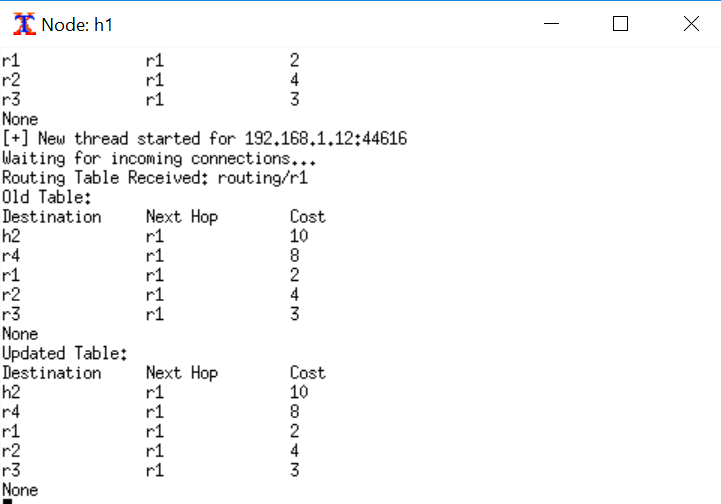 Node: h1
r1 r1 2
r2 r1 4
r3 r1 3
None
[+] New thread started for 192.168.1.12:44616
Waiting for incoming connections...
Routing Table Received: routing/r1
Old Table:
Destination Next Hop Cost
h2 r1 10
r4 r1 8
r1 r1 2
r2 r1 4
r3 r1 3
None
Updated Table:
Destination Next Hop Cost
h2 r1 10
r4 r1 8
r1 r1 2
r2 r1 4
r3 r1 3
None